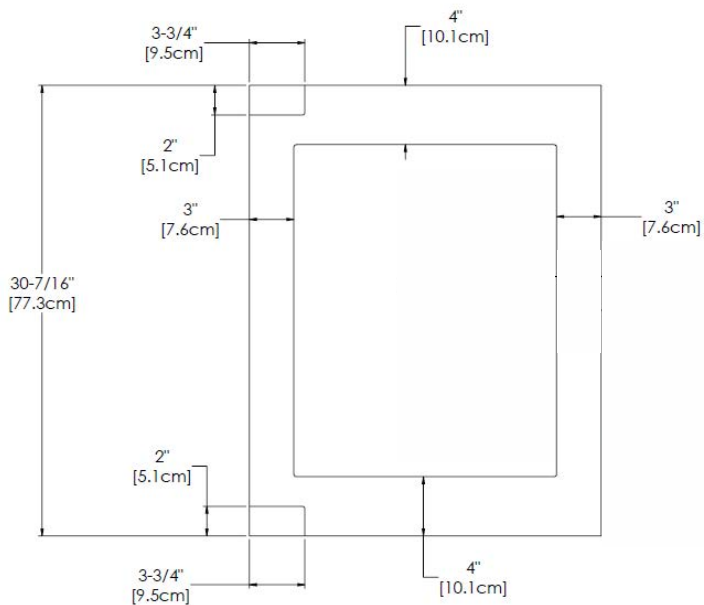 4"
[10.1cm]
3-3/4"
[9.5cm]
2"
[5.1cm]
3"
[7.6cm]
3"
[7.6cm]
30-7/16"
[77.3cm]
2"
[5.1cm]
3-3/4"
[9.5cm]
4"
[10.1cm]